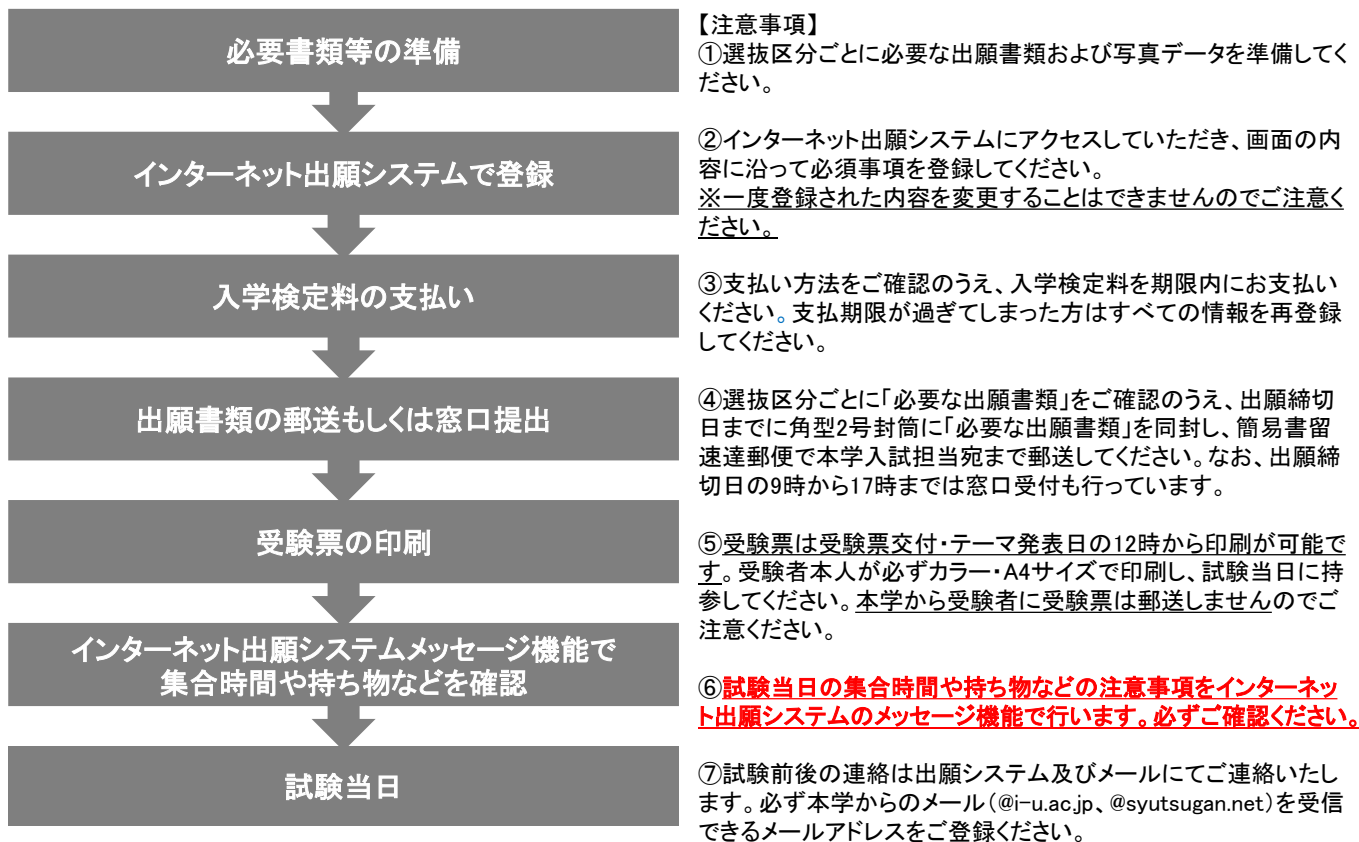 必要書類等の準備
インターネット出願システムで登録
入学検定料の支払い
出願書類の郵送もしくは窓口提出
受験票の印刷
インターネット出願システムメッセージ機能で
集合時間や持ち物などを確認
試験当日
【注意事項】
①選抜区分ごとに必要な出願書類および写真データを準備してく
ださい。
②インターネット出願システムにアクセスしていただき、画面の内
容に沿って必須事項を登録してください。
※一度登録された内容を変更することはできませんのでご注意く
ださい。
③支払い方法をご確認のうえ、入学検定料を期限内にお支払い
ください。支払期限が過ぎてしまった方はすべての情報を再登録
してください。
④選抜区分ごとに「必要な出願書類」をご確認のうえ、出願締切
日までに角型2号封筒に「必要な出願書類」を同封し、簡易書留
速達郵便で本学入試担当宛まで郵送してください。なお、出願締
切日の9時から17時までは窓口受付も行っています。
⑤受験票は受験票交付・テーマ発表日の12時から印刷が可能で
す。受験者本人が必ずカラー・A4サイズで印刷し、試験当日に持
参してください。本学から受験者に受験票は郵送しませんのでご
注意ください。
⑥試験当日の集合時間や持ち物などの注意事項をインターネッ
ト出願システムのメッセージ機能で行います。必ずご確認ください。
⑦試験前後の連絡は出願システム及びメールにてご連絡いたし
ます。必ず本学からのメール（@i-u.ac.jp、@syutsugan.net）を受信
できるメールアドレスをご登録ください。